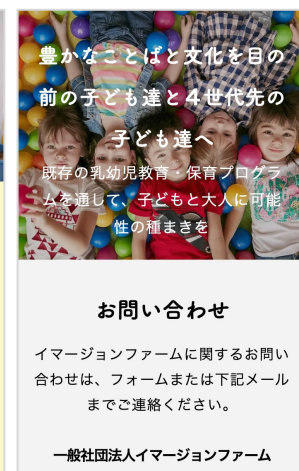 豊かなことばと文化を目の
前の子ども達と４世代先の
子ども達へ
既存の乳幼児教育・保育プログラ
ムを通して、子どもと大人に可能
性の種まきを
お問い合わせ
イマージョンファームに関するお問い
合わせは、フォームまたは下記メール
までご連絡ください。
一般社団法人イマージョンファーム